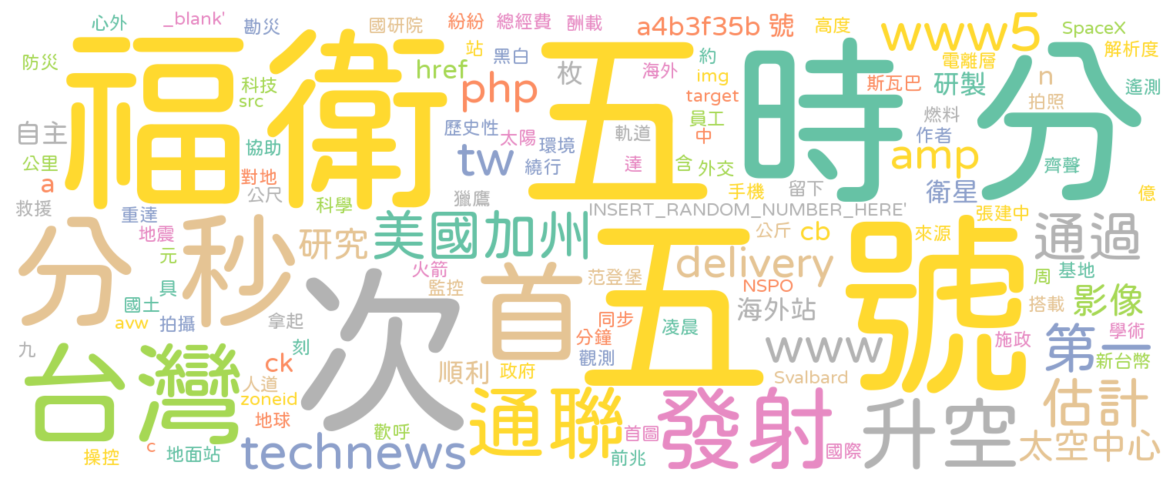 心外
_blank'
勘災
國研院
紛紛
總經費
酬載
a4b3f35b 號
高度
www5
SpaceX
解析度
防災
福衛
科技
src
href
站
黑白
php
枚
五
海外
約
img
target
員工
中
時
斯瓦巴
電離層
研製
燃料
作者
n
拍照
分
遙測
自主
公里
a
救援
協助
對地
公尺
科學
歷史性
太陽
tw
環境
繞行
獵鷹
軌道
達
含
外交
手機
留下
amp
衛星
齊聲
億
INSERT_RANDOM_NUMBER_HERE'
重達
地震
元
具
國土
avw
拍攝
分
秒
研究
美國加州
火箭
監控
拿起
刻
次
首
范登堡
同步
分鐘
觀測
五
凌晨
delivery
公斤
cb
NSPO
海外站
號
來源
張建中
周
基地
通過
搭載
影像
學術
施政
第一
新台幣
九
台灣
ck
人道
zoneid
地球
c
地面站
操控
歡呼
technews
順利
政府
通聯
首圖
前兆
發射
國際
www
Svalbard
升空
估計
太空中心